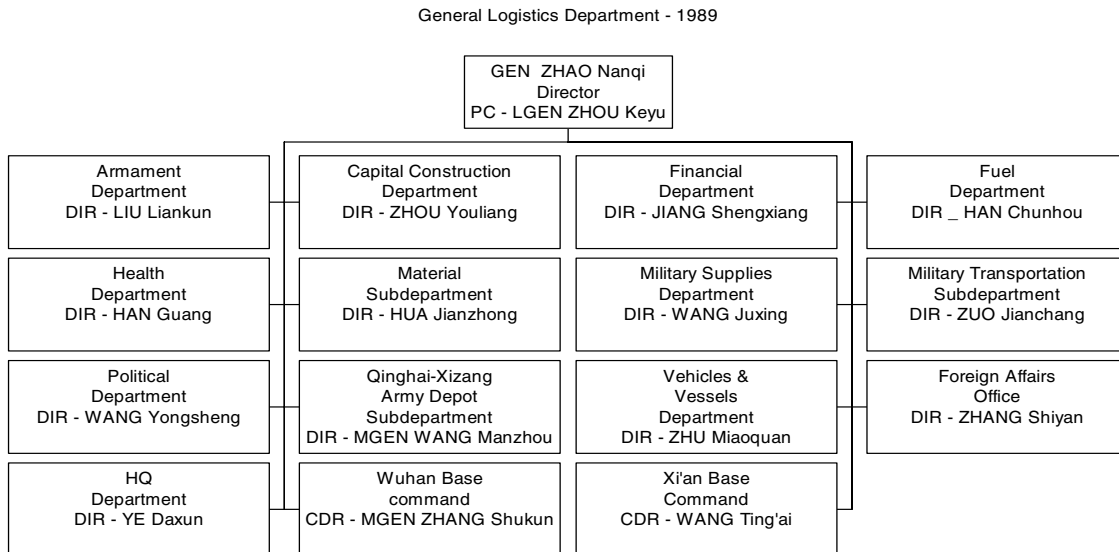 General Logistics Department - 1989
GEN ZHAO Nanqi
Director
PC - LGEN ZHOU Keyu
Armament
Department
DIR - LIU Liankun
Capital Construction
Department
DIR - ZHOU Youliang
Financial
Department
DIR - JIANG Shengxiang
Fuel
Department
DIR _ HAN Chunhou
Health
Department
DIR - HAN Guang
Material
Subdepartment
DIR - HUA Jianzhong
Military Supplies
Department
DIR - WANG Juxing
Military Transportation
Subdepartment
DIR - ZUO Jianchang
Political
Department
DIR - WANG Yongsheng
Qinghai-Xizang
Army Depot
Subdepartment
DIR - MGEN WANG Manzhou
Vehicles &
Vessels
Department
DIR - ZHU Miaoquan
Foreign Affairs
Office
DIR - ZHANG Shiyan
HQ
Department
DIR - YE Daxun
Wuhan Base
command
CDR - MGEN ZHANG Shukun
Xi'an Base
Command
CDR - WANG Ting'ai